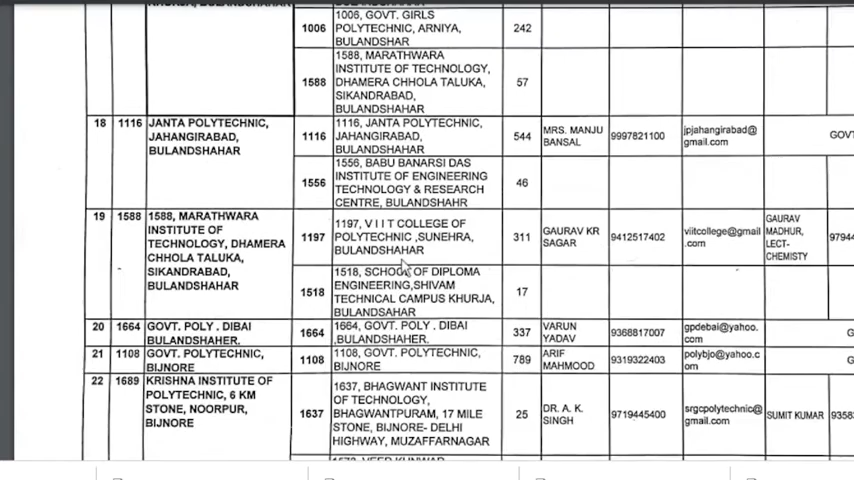 1006
1006, GOVT. GIRLS
POLYTECHNIC, ARNIYA,
BULANDSHAR
242
1588
1588, MARATHWARA
INSTITUTE OF TECHNOLOGY,
DHAMERA CHHOLA TALUKA,
SIKANDRABAD,
BULANDSHAHAR
57
18
1116
JANTA POLYTECHNIC,
JAHANGIRABAD,
BULANDSHAHAR
1116
1116, JANTA POLYTECHNIC,
JAHANGIRABAD,
BULANDSHAHAR
544
MRS. MANJU
BANSAL
9997821100
jpjahangirabad@
gmail.com
GOVT
1556
1556, BABU BANARSI DAS
INSTITUTE OF ENGINEERING
TECHNOLOGY & RESEARCH
CENTRE, BULANDSHAHR
46
19
1588
1588, MARATHWARA
INSTITUTE OF
TECHNOLOGY, DHAMERA
CHHOLA TALUKA,
SIKANDRABAD,
BULANDSHAHAR
1197
1197, V I I T COLLEGE OF
POLYTECHNIC ,SUNEHRA,
BULANDSHAHAR
311
GAURAV KR
SAGAR
9412517402
viitcollege@gmail
.com
GAURAV
MADHUR,
LECT-
CHEMISTY
9794
1518
1518, SCHOOL OF DIPLOMA
ENGINEERING,SHIVAM
TECHNICAL CAMPUS KHURJA,
BULANDSAHAR
17
20
1664
GOVT. POLY . DIBAI
BULANDSHAHER.
1664
1664, GOVT. POLY . DIBAI
,BULANDSHAHER.
337
VARUN
YADAV
9368817007
gpdebai@yahoo.
com
G
21
1108
GOVT. POLYTECHNIC,
BIJNORE
1108
1108, GOVT. POLYTECHNIC,
BIJNORE
789
ARIF
MAHMOOD
9319322403
polybjo@yahoo.c
om
G
22
1689
KRISHNA INSTITUTE OF
POLYTECHNIC, 6 KM
STONE, NOORPUR,
BIJNORE
1637
1637, BHAGWANT INSTITUTE
OF TECHNOLOGY,
BHAGWANTPURAM, 17 MILE
STONE, BIJNORE- DELHI
HIGHWAY, MUZAFFARNAGAR
25
DR. A. K.
SINGH
9719445400
srgcpolytechnic@
gmail.com
SUMIT KUMAR
9358